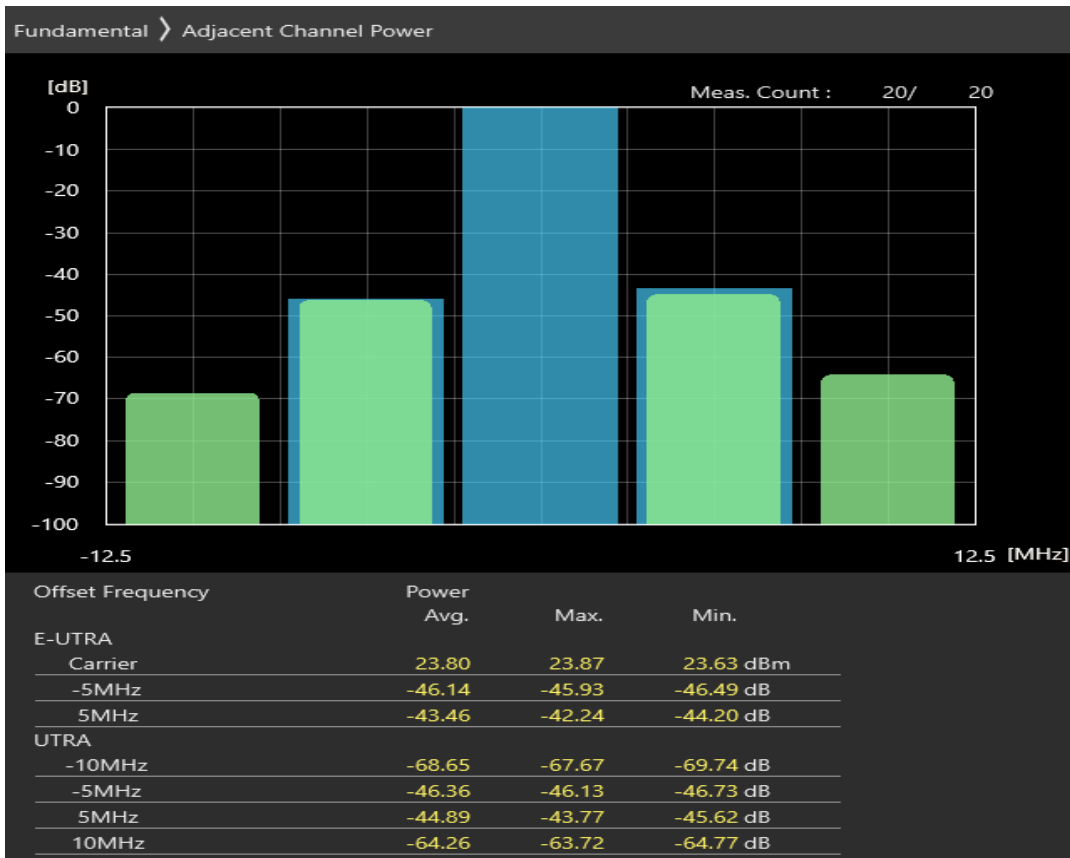 Fundamental 〉 Adjacent Channel Power
[dB]
Meas. Count : 20/ 20
0
-10
-20
-30
-40
-50
-60
-70
-80
-90
-100
-12.5 12.5 [MHz]
Offset Frequency Power
Avg. Max. Min.
E-UTRA
Carrier 23.80 23.87 23.63 dBm
-5MHz -46.14 -45.93 -46.49 dB
5MHz -43.46 -42.24 -44.20 dB
UTRA
-10MHz -68.65 -67.67 -69.74 dB
-5MHz -46.36 -46.13 -46.73 dB
5MHz -44.89 -43.77 -45.62 dB
10MHz -64.26 -63.72 -64.77 dB